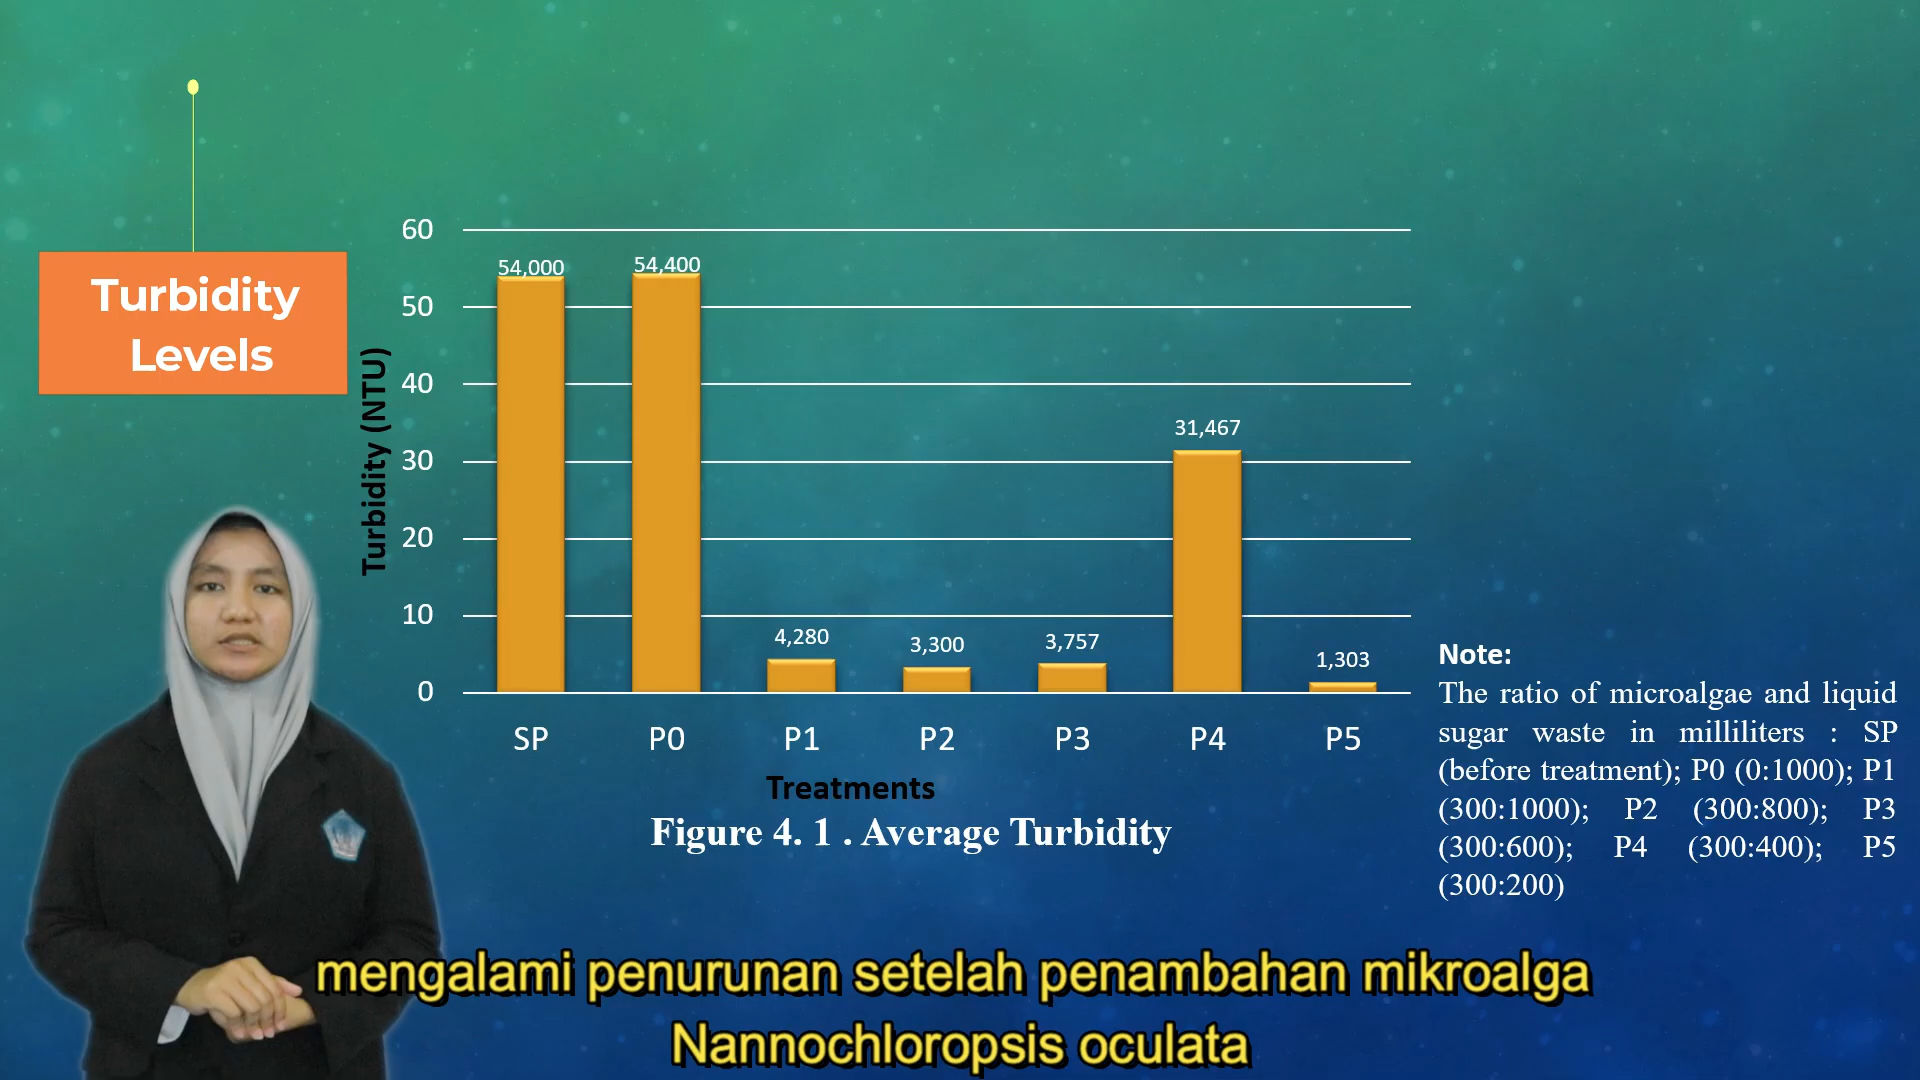 Turbidity
Levels
Turbidity (NTU)
60
50
40
30
20
10
0
54,000
54,400
4,280
3,300
3,757
31,467
1,303
SP
P0
P1
P2
P3
P4
P5
Treatments
Figure 4. 1 . Average Turbidity
Note:
The ratio of microalgae and liquid
sugar waste in milliliters : SP
(before treatment); P0 (0:1000); P1
(300:1000); P2 (300:800); P3
(300:600); P4 (300:400); P5
(300:200)
mengalami penurunan setelah penambahan mikroalga
Nannochloropsis oculata